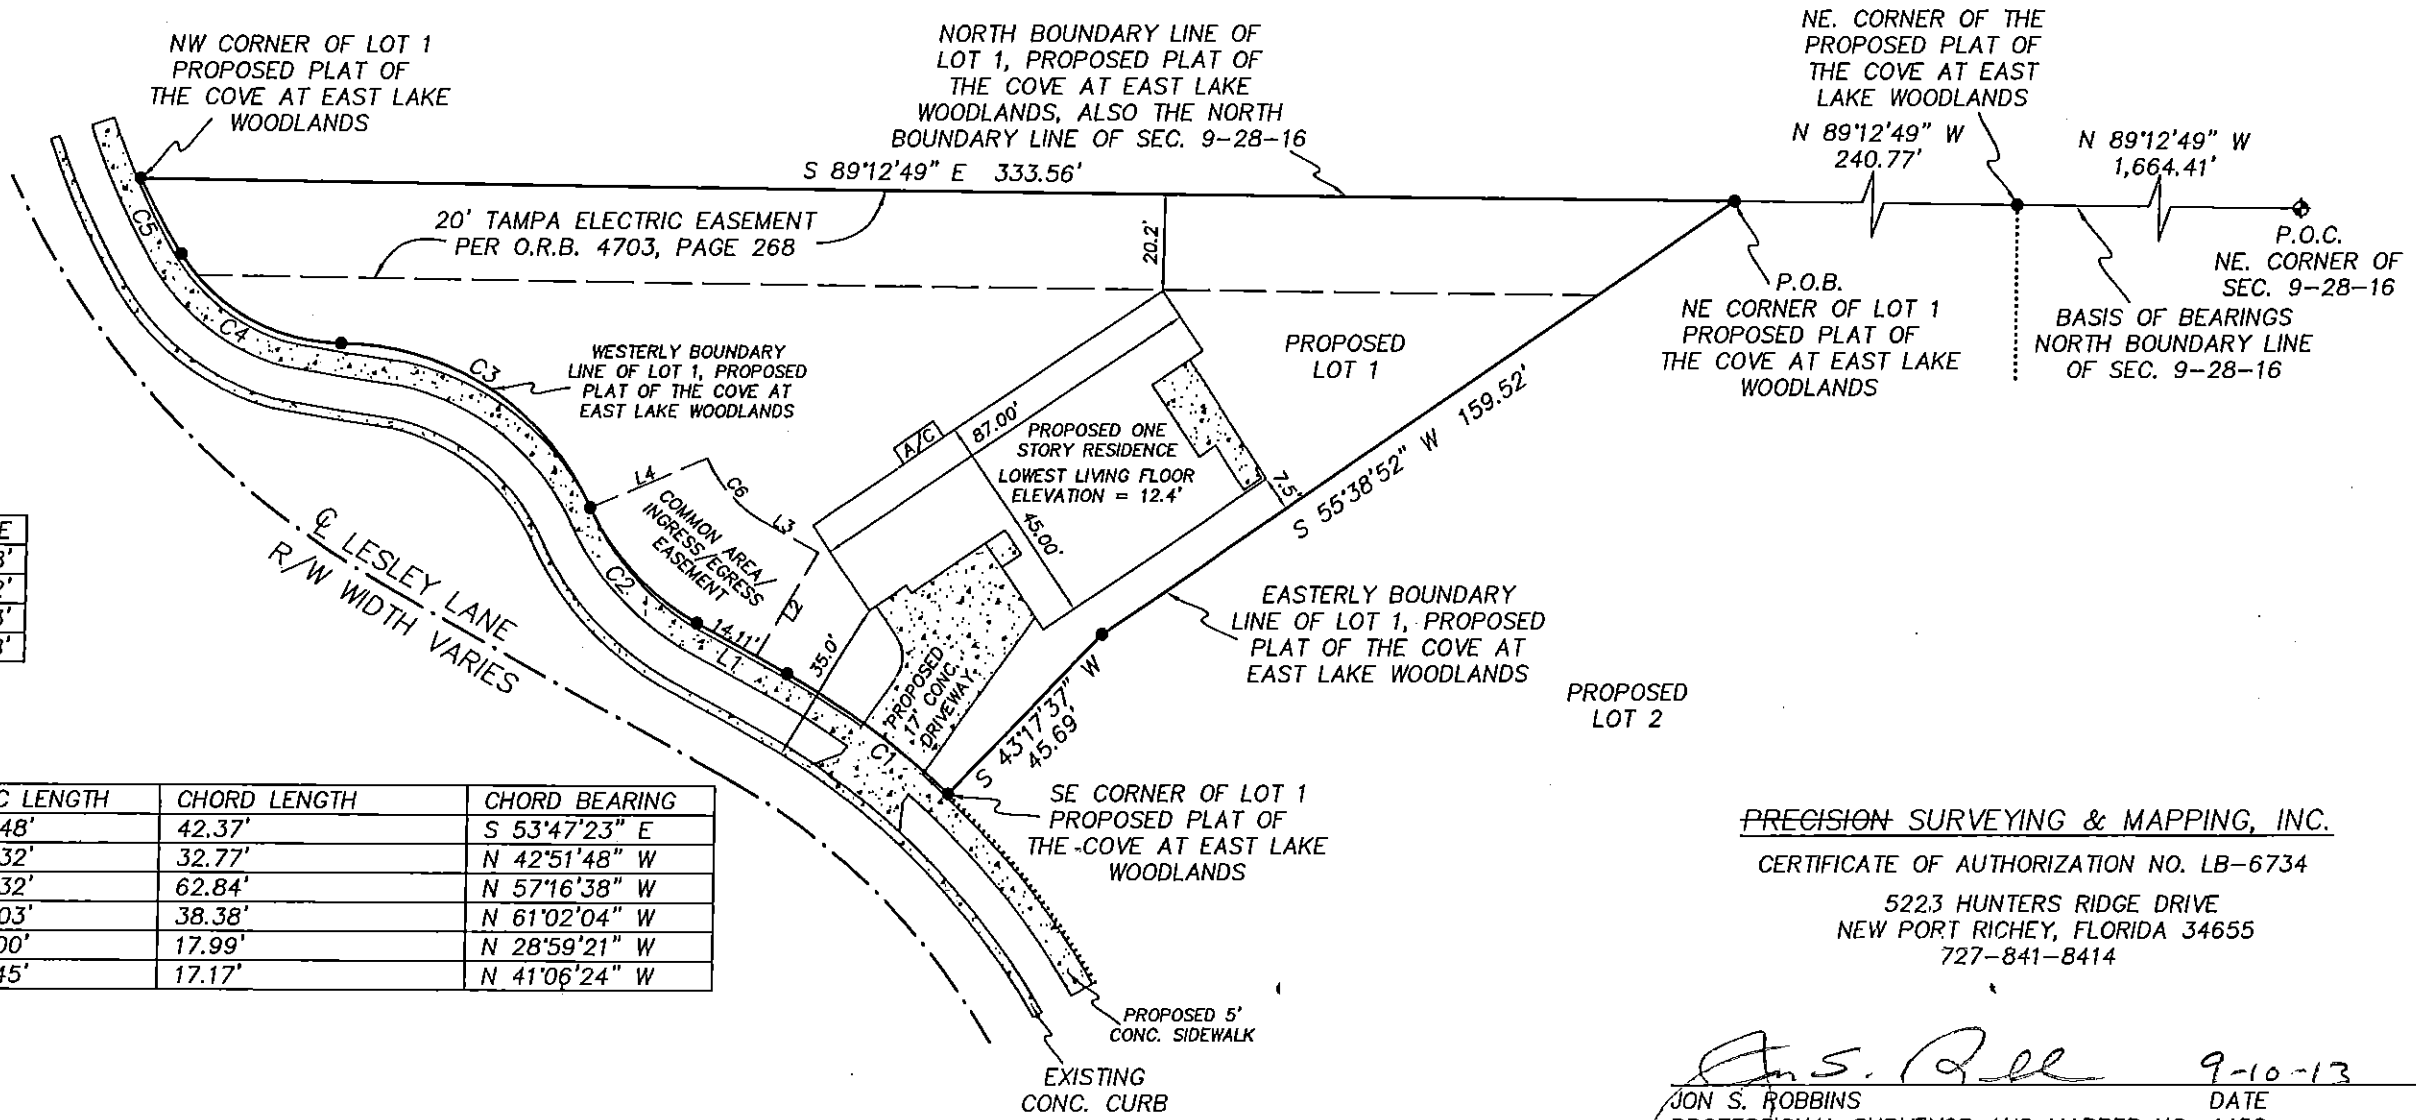 NW CORNER OF LOT 1
PROPOSED PLAT OF
THE COVE AT EAST LAKE
WOODLANDS
NORTH BOUNDARY LINE OF
LOT 1, PROPOSED PLAT OF
THE COVE AT EAST LAKE
WOODLANDS, ALSO THE NORTH
BOUNDARY LINE OF SEC. 9-28-16
NE. CORNER OF THE
PROPOSED PLAT OF
THE COVE AT EAST
LAKE WOODLANDS
N 89°12'49" W
240.77'
N 89°12'49" W
1,664.41'
S 89°12'49" E 333.56'
20' TAMPA ELECTRIC EASEMENT
PER O.R.B. 4703, PAGE 268
20.2'
P.O.C.
NE. CORNER OF
SEC. 9-28-16
P.O.B.
NE CORNER OF LOT 1
PROPOSED PLAT OF
THE COVE AT EAST LAKE
WOODLANDS
BASIS OF BEARINGS
NORTH BOUNDARY LINE
OF SEC. 9-28-16
C5
C4
C3
WESTERLY BOUNDARY
LINE OF LOT 1, PROPOSED
PLAT OF THE COVE AT
EAST LAKE WOODLANDS
PROPOSED
LOT 1
A/C
87.00'
PROPOSED ONE
STORY RESIDENCE
LOWEST LIVING FLOOR
ELEVATION = 12.4'
45.00'
7.5'
S 55°38'52" W 159.52'
L4
C6
L3
COMMON AREA/
INGRESS/EGRESS
EASEMENT
L2
C2
14.11'
L1
35.0'
PROPOSED
17' CONC.
DRIVEWAY
C1
S 43°17'37" W
45.69'
℄ LESLEY LANE
R/W WIDTH VARIES
EASTERLY BOUNDARY
LINE OF LOT 1, PROPOSED
PLAT OF THE COVE AT
EAST LAKE WOODLANDS
PROPOSED
LOT 2
SE CORNER OF LOT 1
PROPOSED PLAT OF
THE COVE AT EAST LAKE
WOODLANDS
C LENGTH CHORD LENGTH CHORD BEARING
48' 42.37' S 53°47'23" E
32' 32.77' N 42°51'48" W
32' 62.84' N 57°16'38" W
03' 38.38' N 61°02'04" W
00' 17.99' N 28°59'21" W
45' 17.17' N 41°06'24" W
PROPOSED 5'
CONC. SIDEWALK
EXISTING
CONC. CURB
PRECISION SURVEYING & MAPPING, INC.
CERTIFICATE OF AUTHORIZATION NO. LB-6734
5223 HUNTERS RIDGE DRIVE
NEW PORT RICHEY, FLORIDA 34655
727-841-8414
9-10-13
JON S. ROBBINS DATE